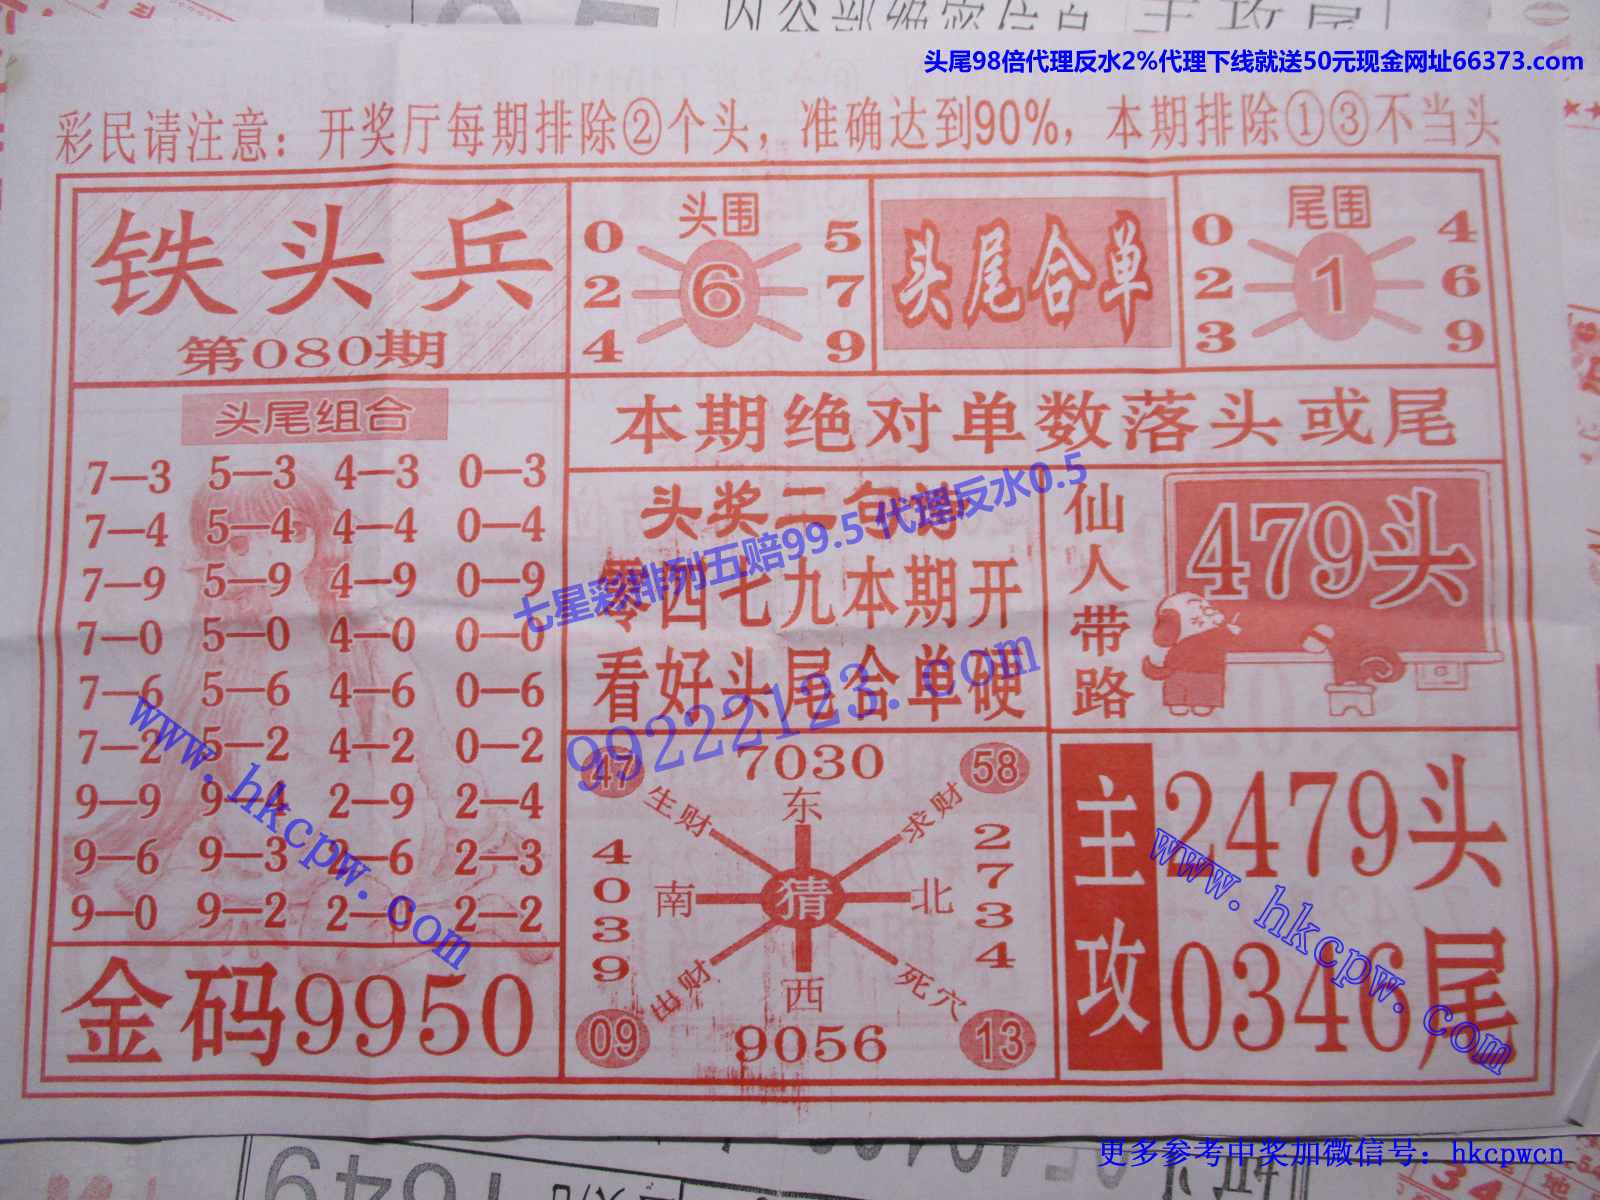 头尾98倍代理反水2%代理下线就送50元现金网址66373.com
彩民请注意：开奖厅每期排除②个头，准确达到90%，本期排除①③不当头
铁头兵
第080期
头围
0 5
2 6 7
4 9
头尾合单
尾围
0 4
2 1 6
3 9
头尾组合
7—3 5—3 4—3 0—3
7—4 5—4 4—4 0—4
7—9 5—9 4—9 0—9
7—0 5—0 4—0 0—0
7—6 5—6 4—6 0—6
7—2 5—2 4—2 0—2
9—9 9—4 2—9 2—4
9—6 9—3 2—6 2—3
9—0 9—2 2—0 2—2
金码9950
本期绝对单数落头或尾
头奖二句诗
零四七九本期开
看好头尾合单硬
七星彩排列五赔99.5 代理反水0.5
99222123.com
仙人带路
479头
47 7030 58
生财 东 求财
4039
南 猜 北
2734
出财 西 死穴
09 9056 13
主攻
2479头
0346尾
www.hkcpw.com
www.hkcpw.com
更多参考中奖加微信号：hkcpwcn